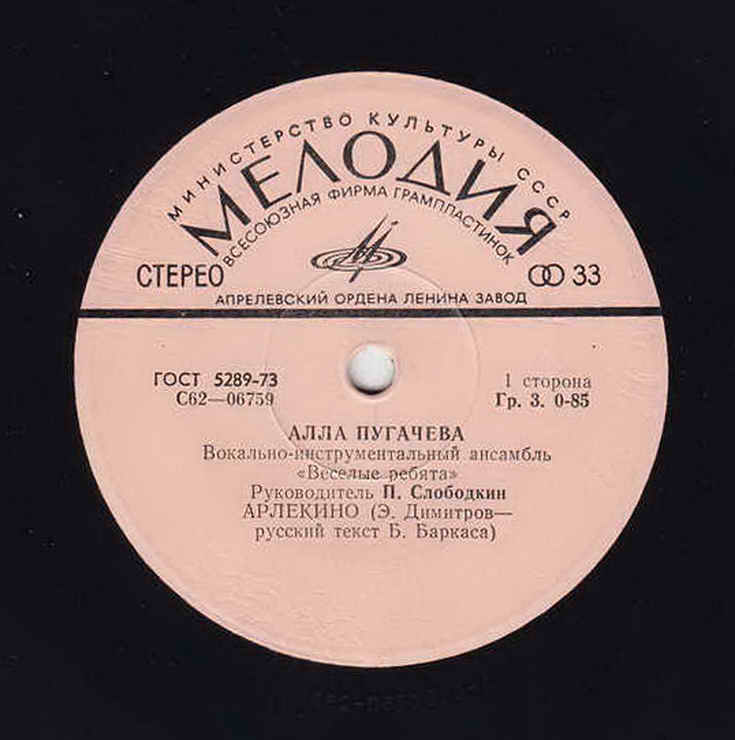 МИНИСТЕРСТВО КУЛЬТУРЫ СССР
МЕЛОДИЯ
ВСЕСОЮЗНАЯ ФИРМА ГРАМПЛАСТИНОК
СТЕРЕО
33
АПРЕЛЕВСКИЙ ОРДЕНА ЛЕНИНА ЗАВОД
ГОСТ 5289-73
С62—06759
1 сторона
Гр. 3. 0-85
АЛЛА ПУГАЧЕВА
Вокально-инструментальный ансамбль
«Веселые ребята»
Руководитель П. Слободкин
АРЛЕКИНО (Э. Димитров—
русский текст Б. Баркаса)